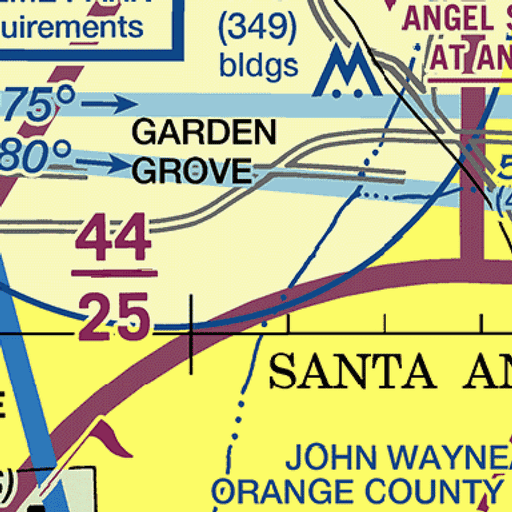 uirements
(349)
bldgs
ANGEL S
AT AN
75°
80°
GARDEN
GROVE
44
25
SANTA AN
JOHN WAYNE
ORANGE COUNTY